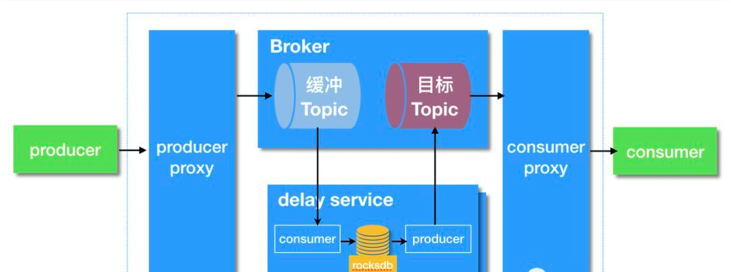 Broker
缓冲
Topic
目标
Topic
producer
producer
proxy
consumer
proxy
consumer
delay service
consumer
producer
rocksdb